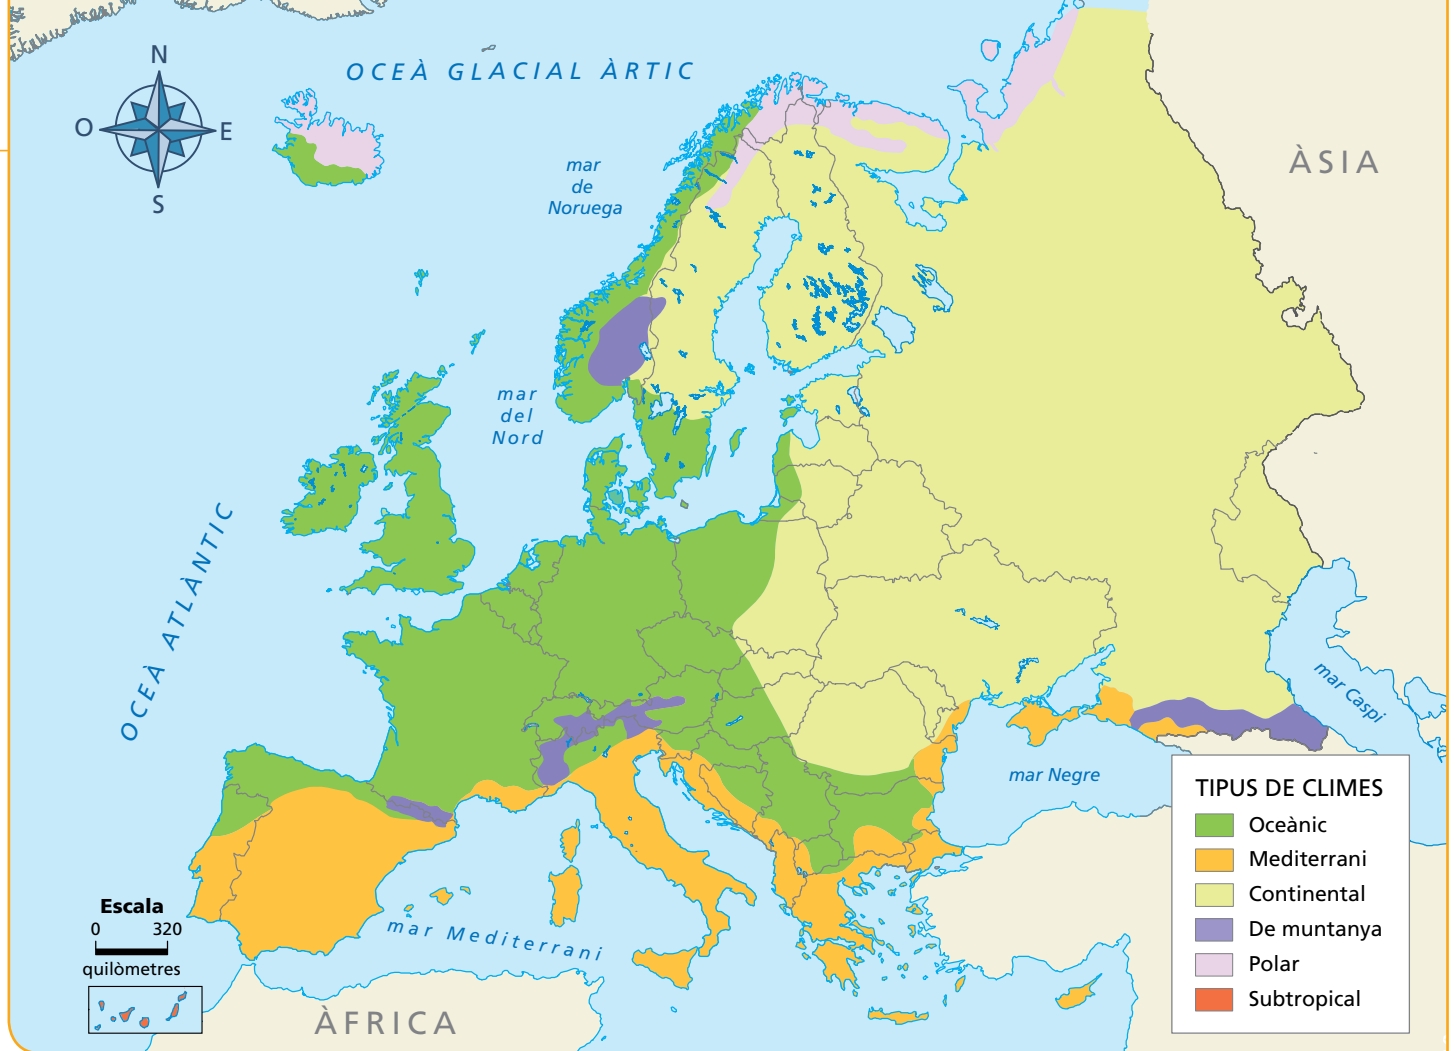 N
O
E
S
OCEÀ GLACIAL ÀRTIC
ÀSIA
mar
de
Noruega
mar
del
Nord
OCEÀ ATLÀNTIC
mar Caspi
mar Negre
mar Mediterrani
ÀFRICA
Escala
0 320
quilòmetres
TIPUS DE CLIMES
Oceànic
Mediterrani
Continental
De muntanya
Polar
Subtropical